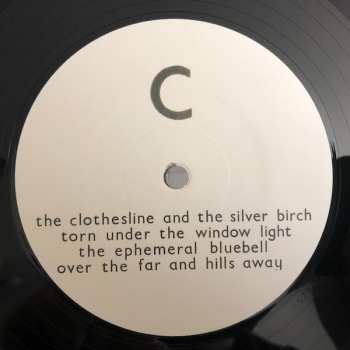 C
the clothesline and the silver birch
torn under the window light
the ephemeral bluebell
over the far and hills away